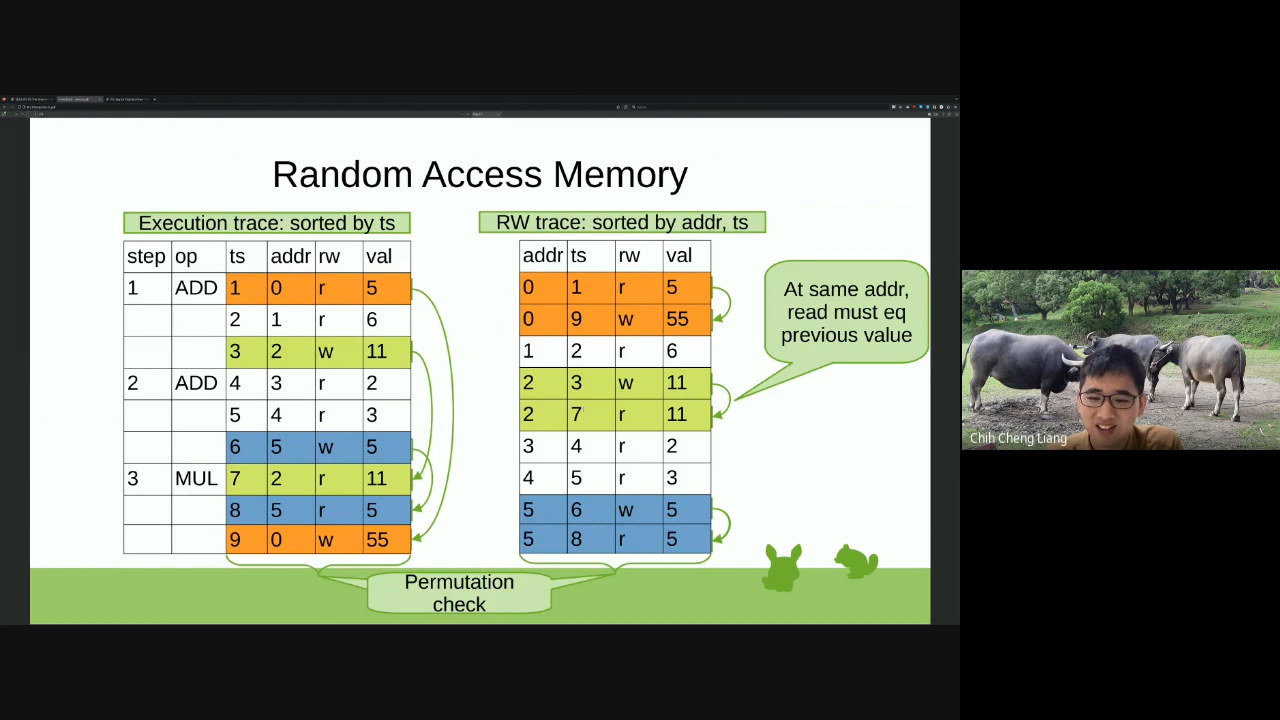 Random Access Memory
Execution trace: sorted by ts
step op ts addr rw val
1 ADD 1 0 r 5
2 1 r 6
3 2 w 11
2 ADD 4 3 r 2
5 4 r 3
6 5 w 5
3 MUL 7 2 r 11
8 5 r 5
9 0 w 55
RW trace: sorted by addr, ts
addr ts rw val
0 1 r 5
0 9 w 55
1 2 r 6
2 3 w 11
2 7 r 11
3 4 r 2
4 5 r 3
5 6 w 5
5 8 r 5
At same addr,
read must eq
previous value
Permutation
check
Chih Cheng Liang